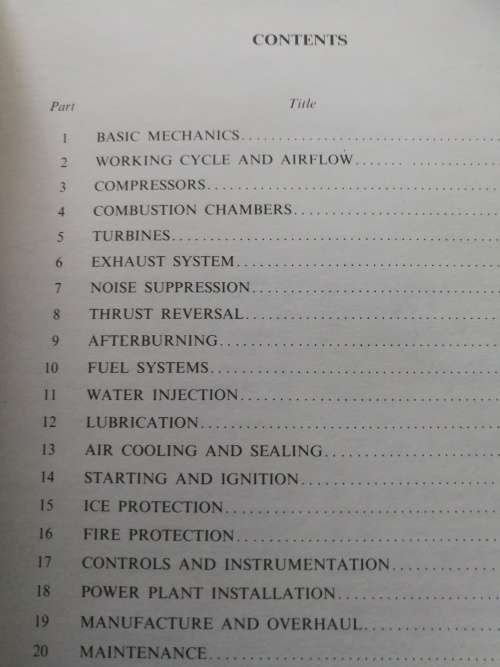 CONTENTS
Part Title
1 BASIC MECHANICS
2 WORKING CYCLE AND AIRFLOW
3 COMPRESSORS
4 COMBUSTION CHAMBERS
5 TURBINES
6 EXHAUST SYSTEM
7 NOISE SUPPRESSION
8 THRUST REVERSAL
9 AFTERBURNING
10 FUEL SYSTEMS
11 WATER INJECTION
12 LUBRICATION
13 AIR COOLING AND SEALING
14 STARTING AND IGNITION
15 ICE PROTECTION
16 FIRE PROTECTION
17 CONTROLS AND INSTRUMENTATION
18 POWER PLANT INSTALLATION
19 MANUFACTURE AND OVERHAUL
20 MAINTENANCE